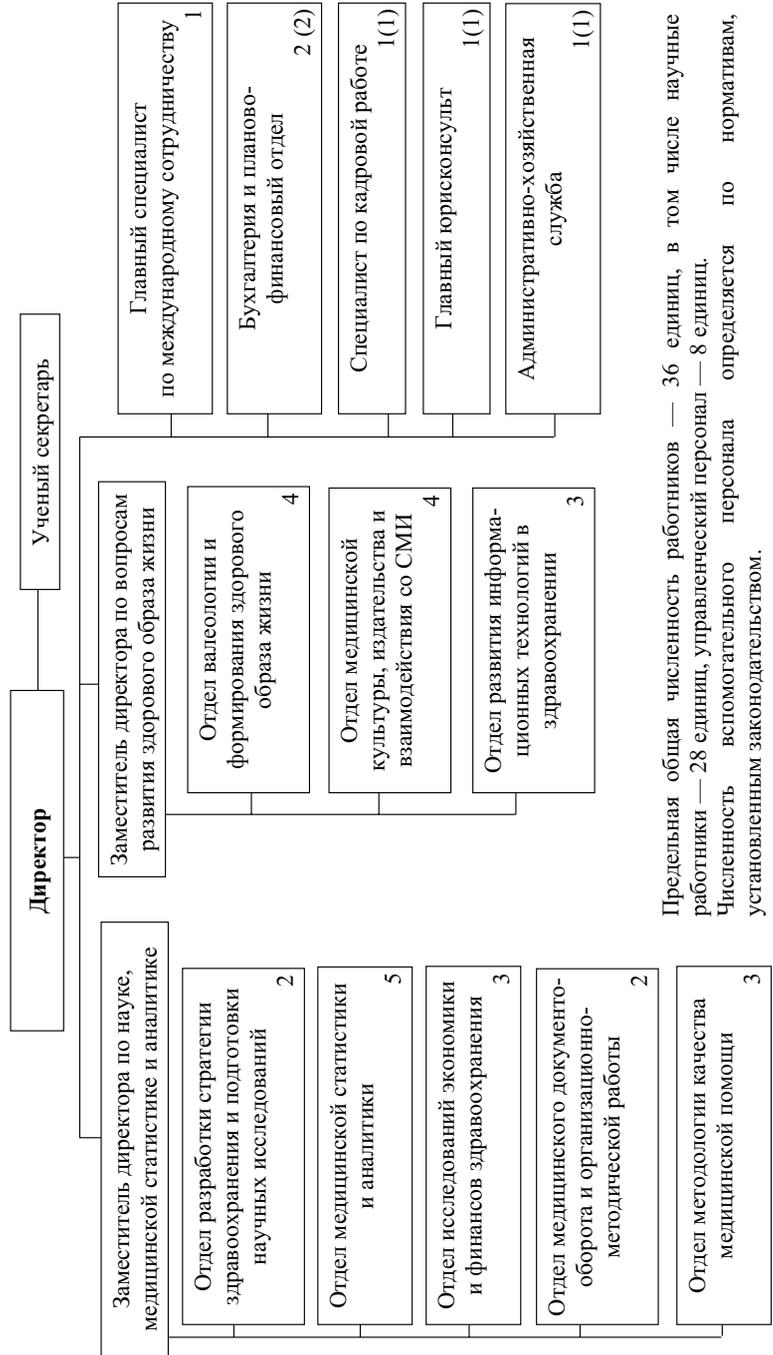 Директор
Ученый секретарь
Заместитель директора по науке,
медицинской статистике и аналитике
Отдел разработки стратегии
здравоохранения и подготовки
научных исследований
2
Отдел медицинской статистики
и аналитики
5
Отдел исследований экономики
и финансов здравоохранения
3
Отдел медицинского документо-
оборота и организационно-
методической работы
2
Отдел методологии качества
медицинской помощи
3
Заместитель директора по вопросам
развития здорового образа жизни
Отдел валеологии и
формирования здорового
образа жизни
4
Отдел медицинской
культуры, издательства и
взаимодействия со СМИ
4
Отдел развития информа-
ционных технологий в
здравоохранении
3
Главный специалист
по международному сотрудничеству
1
Бухгалтерия и планово-
финансовый отдел
2 (2)
Специалист по кадровой работе
1(1)
Главный юрисконсульт
1(1)
Административно-хозяйственная
служба
1(1)
Предельная общая численность работников — 36 единиц, в том числе научные
работники — 28 единиц, управленческий персонал — 8 единиц.
Численность вспомогательного персонала определяется по нормативам,
установленным законодательством.